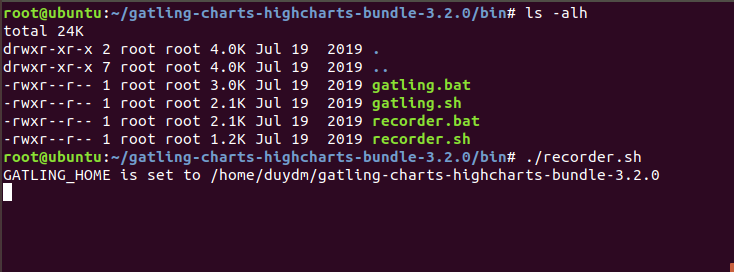 root@ubuntu:~/gatling-charts-highcharts-bundle-3.2.0/bin# ls -alh
total 24K
drwxr-xr-x 2 root root 4.0K Jul 19  2019 .
drwxr-xr-x 7 root root 4.0K Jul 19  2019 ..
-rwxr--r-- 1 root root 3.0K Jul 19  2019 gatling.bat
-rwxr--r-- 1 root root 2.1K Jul 19  2019 gatling.sh
-rwxr--r-- 1 root root 2.1K Jul 19  2019 recorder.bat
-rwxr--r-- 1 root root 1.2K Jul 19  2019 recorder.sh
root@ubuntu:~/gatling-charts-highcharts-bundle-3.2.0/bin# ./recorder.sh
GATLING_HOME is set to /home/duydm/gatling-charts-highcharts-bundle-3.2.0